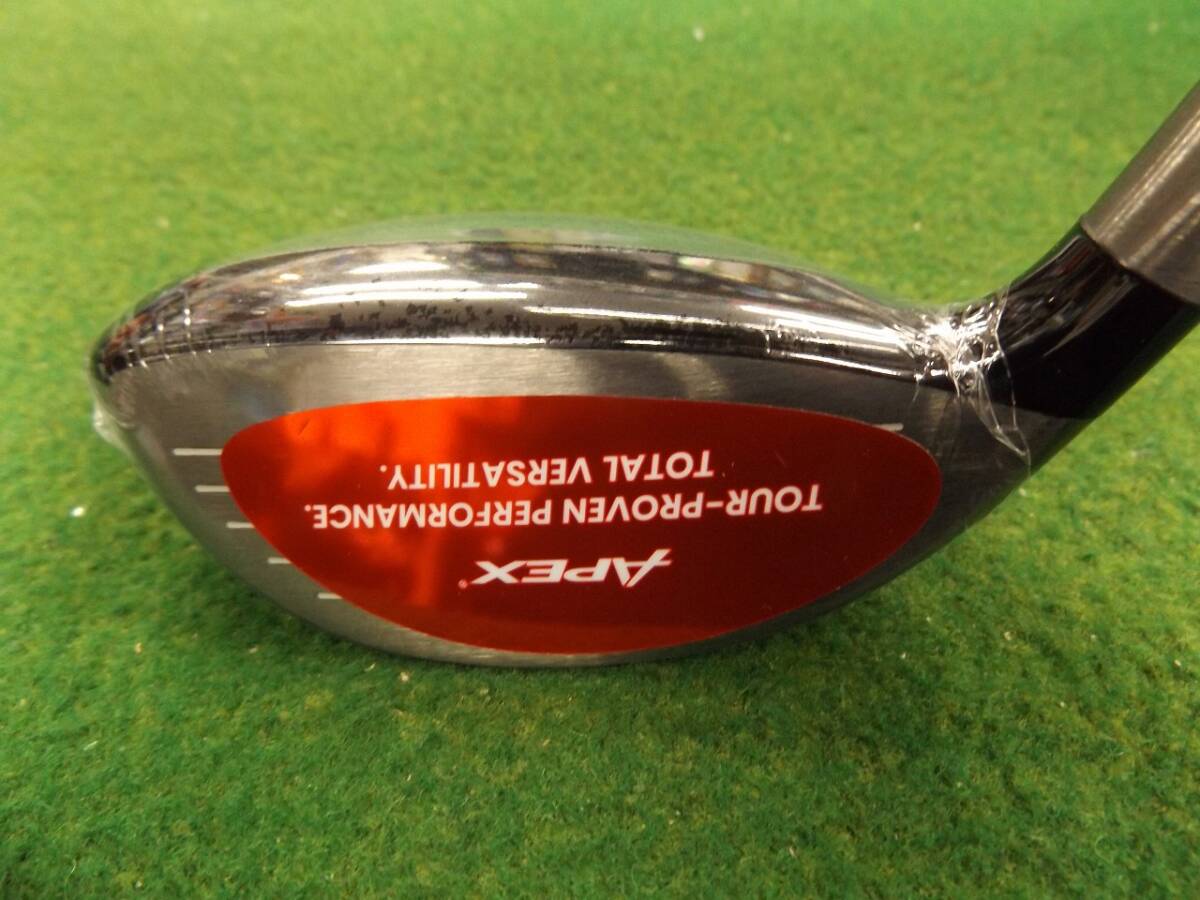 APEX
TOUR-PROVEN PERFORMANCE.
TOTAL VERSATILITY.